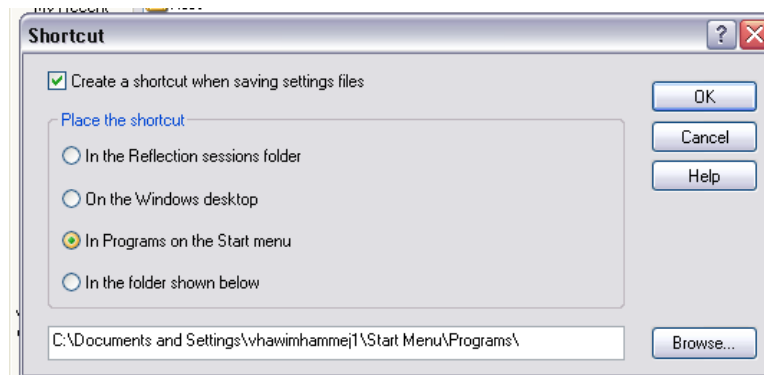 My Recent
Shortcut
Create a shortcut when saving settings files
OK
Place the shortcut
Cancel
In the Reflection sessions folder
Help
On the Windows desktop
In Programs on the Start menu
In the folder shown below
C:\Documents and Settings\vhawimhammej1\Start Menu\Programs\
Browse...